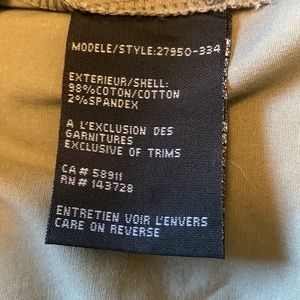 MODELE/STYLE:27950-334
EXTERIEUR/SHELL:
98%COTON/COTTON
2%SPANDEX
A L'EXCLUSION DES
GARNITURES
EXCLUSIVE OF TRIMS
CA# 58911
RN# 143728
ENTRETIEN VOIR L'ENVERS
CARE ON REVERSE